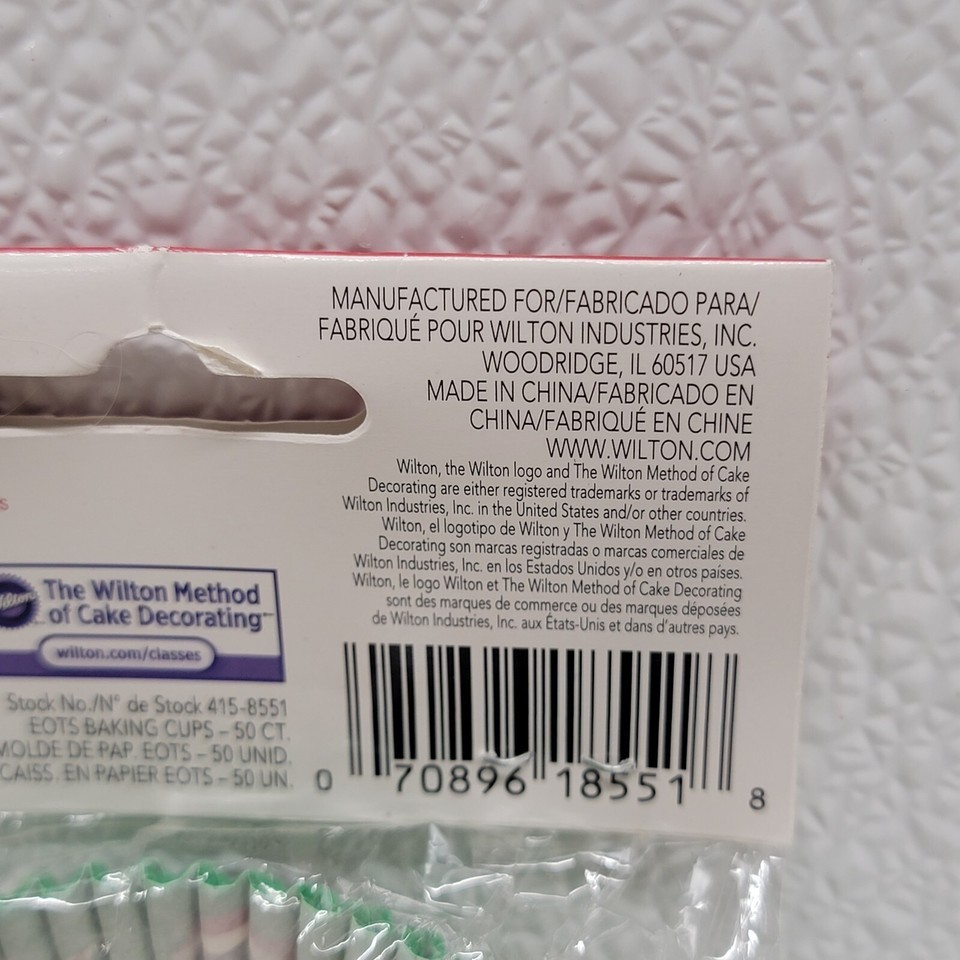 MANUFACTURED FOR/FABRICADO PARA/
FABRIQUÉ POUR WILTON INDUSTRIES, INC.
WOODRIDGE, IL 60517 USA
MADE IN CHINA/FABRICADO EN
CHINA/FABRIQUÉ EN CHINE
WWW.WILTON.COM
Wilton, the Wilton logo and The Wilton Method of Cake
Decorating are either registered trademarks or trademarks of
Wilton Industries, Inc. in the United States and/or other countries.
Wilton, el logotipo de Wilton y The Wilton Method of Cake
Decorating son marcas registradas o marcas comerciales de
Wilton Industries, Inc. en los Estados Unidos y/o en otros países.
Wilton, le logo Wilton et The Wilton Method of Cake Decorating
sont des marques de commerce ou des marques déposées
de Wilton Industries, Inc. aux États-Unis et dans d'autres pays.
s
Wilton
The Wilton Method
of Cake Decorating™
wilton.com/classes
Stock No./N° de Stock 415-8551
EOTS BAKING CUPS – 50 CT.
MOLDE DE PAP. EOTS – 50 UNID.
CAISS. EN PAPIER EOTS – 50 UN.
0 70896 18551 8